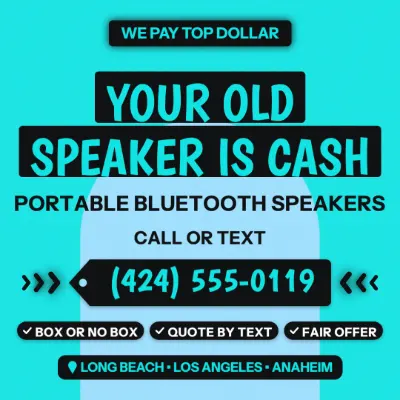 WE PAY TOP DOLLAR
YOUR OLD
SPEAKER IS CASH
PORTABLE BLUETOOTH SPEAKERS
CALL OR TEXT
(424) 555-0119
BOX OR NO BOX QUOTE BY TEXT FAIR OFFER
LONG BEACH • LOS ANGELES • ANAHEIM